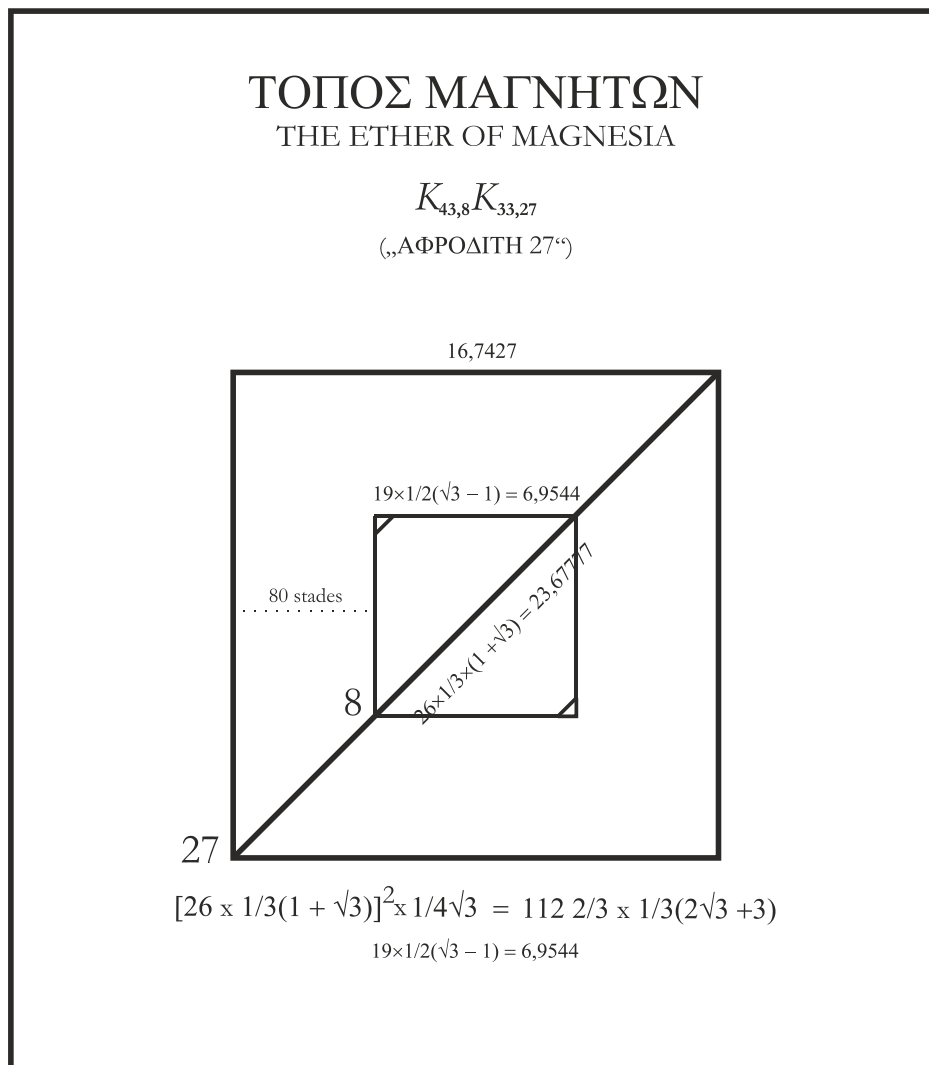 ΤΟΠΟΣ ΜΑΓΝΗΤΩΝ
THE ETHER OF MAGNESIA
K43,8K33,27
(„ΑΦΡΟΔΙΤΗ 27“)
16,7427
19×1/2(√3 − 1) = 6,9544
80 stades
26×1/3×(1 +√3) = 23,67777
8
27
[26 x 1/3(1 + √3)]²x 1/4√3 = 112 2/3 x 1/3(2√3 +3)
19×1/2(√3 − 1) = 6,9544